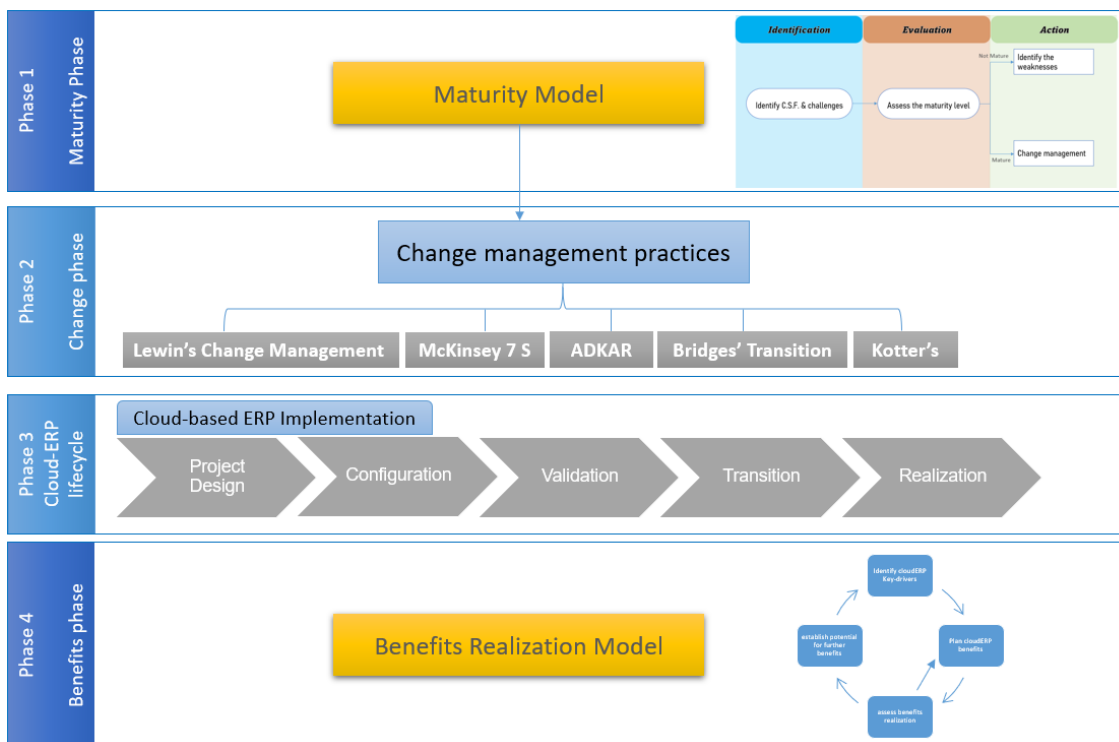 Phase 1
Maturity Phase
Maturity Model
Identification
Evaluation
Action
Identify C.S.F. & challenges
Assess the maturity level
Not Mature
Identify the
weaknesses
Mature
Change management
Phase 2
Change phase
Change management practices
Lewin's Change Management
McKinsey 7 S
ADKAR
Bridges' Transition
Kotter's
Phase 3
Cloud-ERP
lifecycle
Cloud-based ERP Implementation
Project
Design
Configuration
Validation
Transition
Realization
Phase 4
Benefits phase
Benefits Realization Model
Identify cloudERP
Key-drivers
Plan cloudERP
benefits
assess benefits
realization
establish potential
for further
benefits